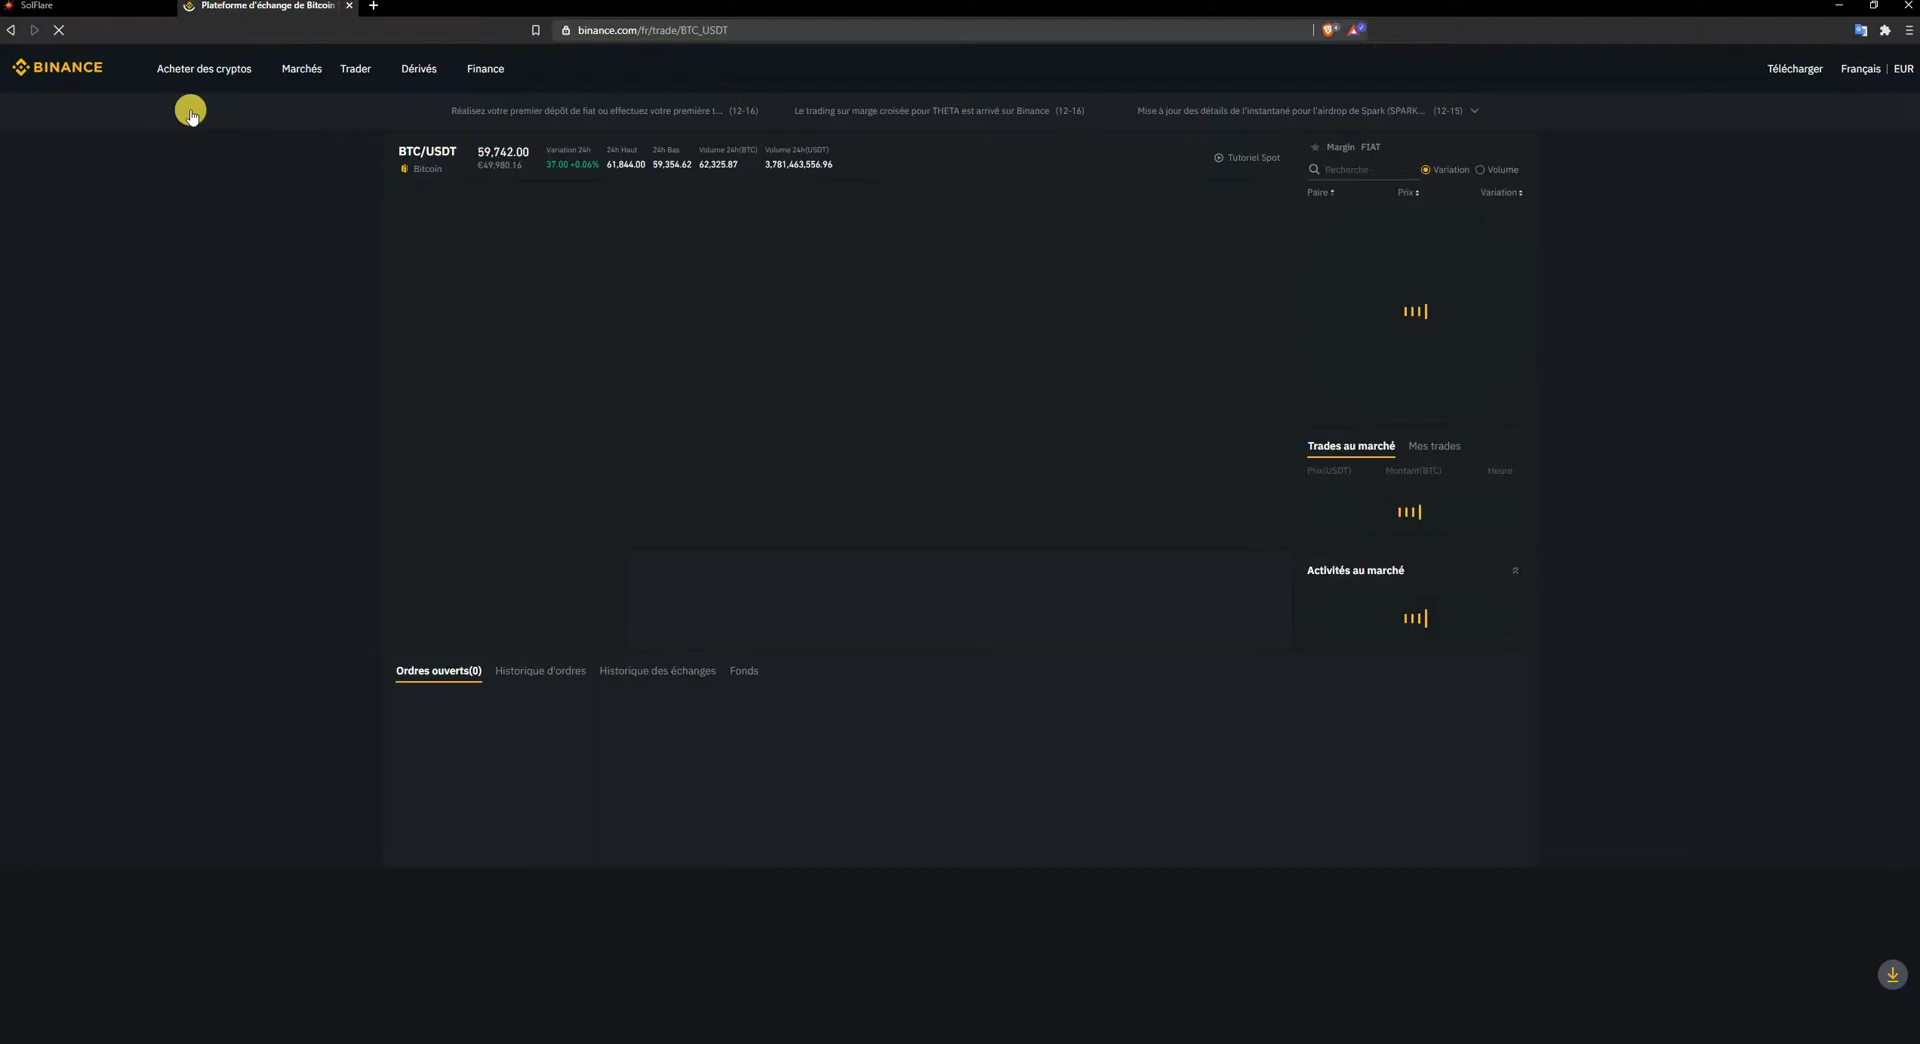 SolFlare
Plateforme d'échange de Bitcoin
binance.com/fr/trade/BTC_USDT
BINANCE
Acheter des cryptos
Marchés
Trader
Dérivés
Finance
Télécharger
Français | EUR
Réalisez votre premier dépôt de fiat ou effectuez votre première t... (12-16)
Le trading sur marge croisée pour THETA est arrivé sur Binance (12-16)
Mise à jour des détails de l'instantané pour l'airdrop de Spark (SPARK... (12-15)
BTC/USDT
Bitcoin
59,742.00
€49,980.16
Variation 24h
37.00 +0.06%
24h Haut
61,844.00
24h Bas
59,354.62
Volume 24h(BTC)
62,325.87
Volume 24h(USDT)
3,781,463,556.96
Tutoriel Spot
Margin FIAT
Recherche
Variation
Volume
Paire
Prix
Variation
Trades au marché
Mes trades
Prix(USDT)
Montant(BTC)
Heure
Activités au marché
Ordres ouverts(0)
Historique d'ordres
Historique des échanges
Fonds